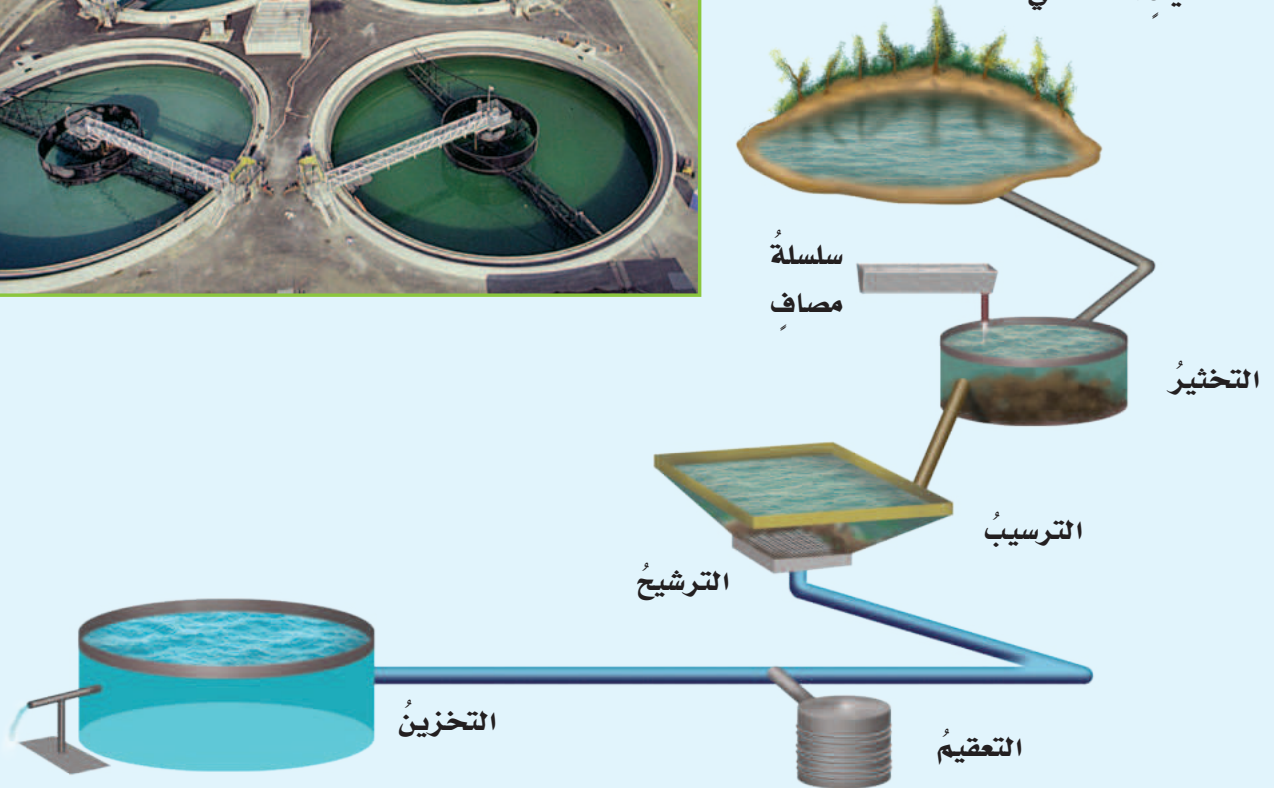 سلسلةُ
مصافٍ
التخثيرُ
الترسيبُ
الترشيحُ
التعقيمُ
التخزينُ